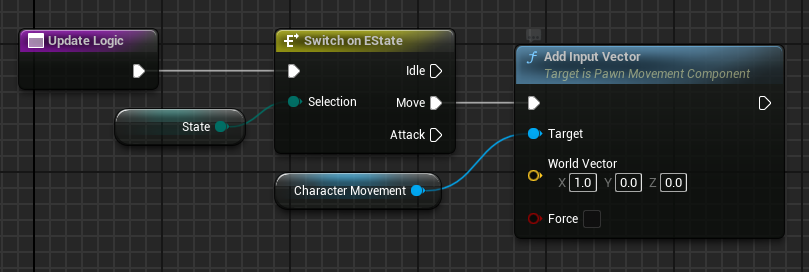 Update Logic
State
Switch on EState
Selection
Idle
Move
Attack
Character Movement
f Add Input Vector
Target is Pawn Movement Component
Target
World Vector
X 1.0 Y 0.0 Z 0.0
Force